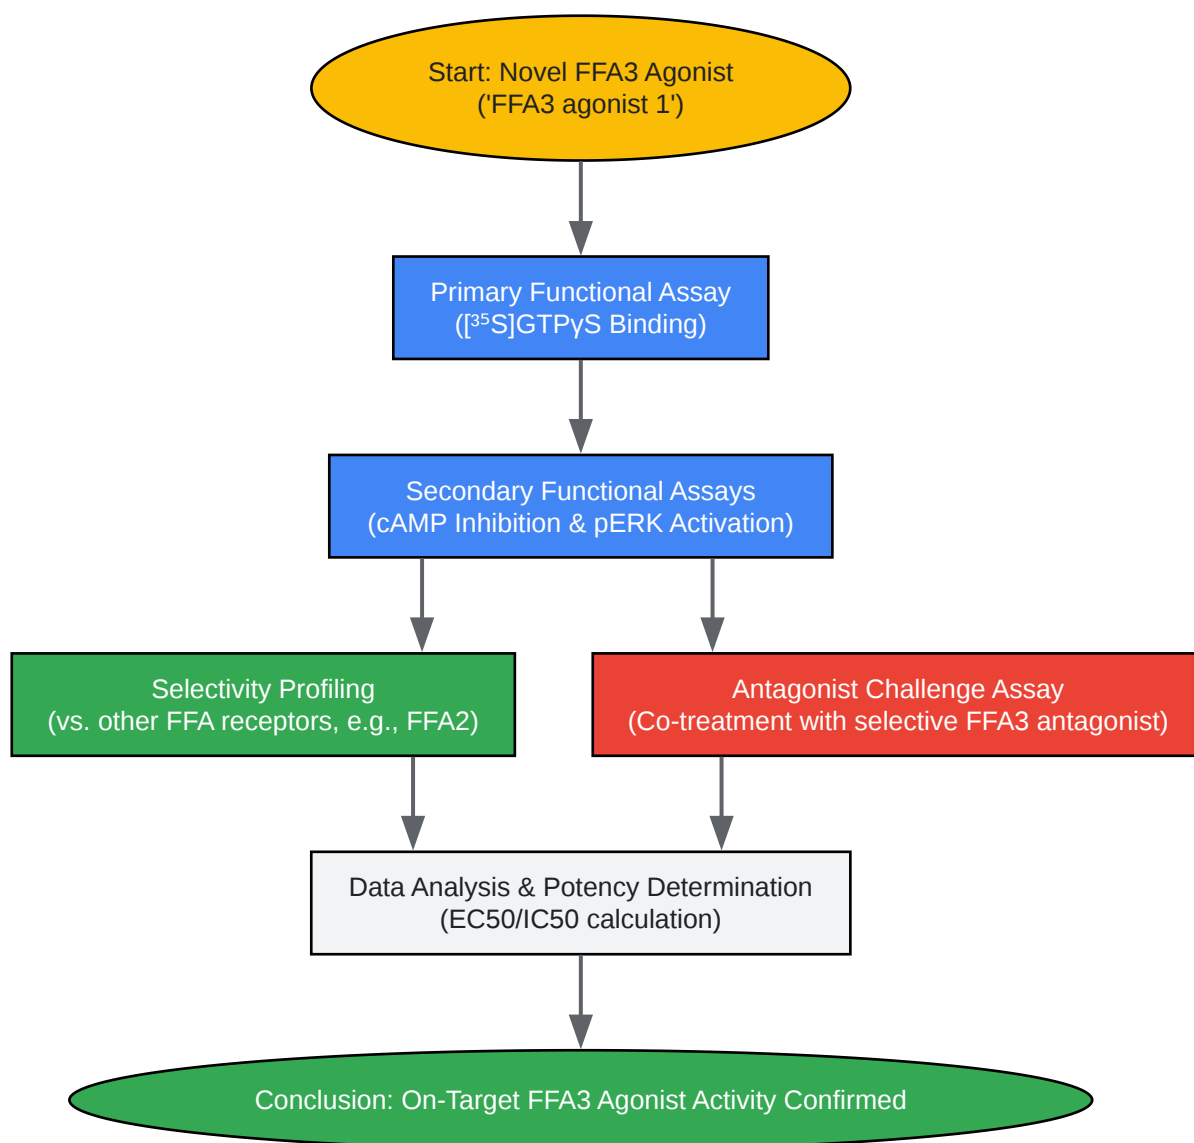 Start: Novel FFA3 Agonist
('FFA3 agonist 1')
Primary Functional Assay
([³⁵S]GTPγS Binding)
Secondary Functional Assays
(cAMP Inhibition & pERK Activation)
Selectivity Profiling
(vs. other FFA receptors, e.g., FFA2)
Antagonist Challenge Assay
(Co-treatment with selective FFA3 antagonist)
Data Analysis & Potency Determination
(EC50/IC50 calculation)
Conclusion: On-Target FFA3 Agonist Activity Confirmed